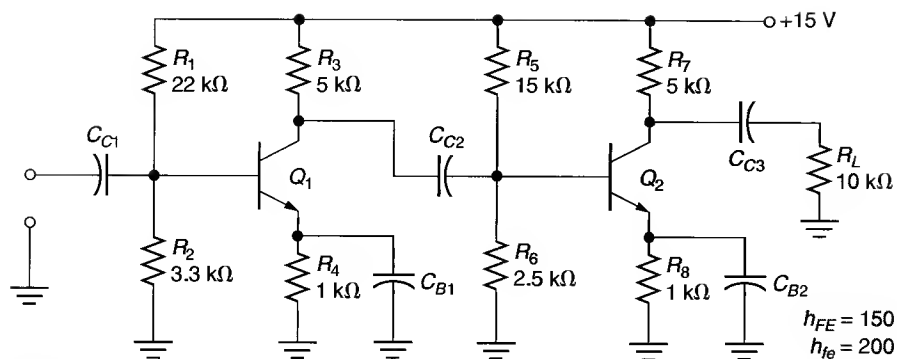 +15 V
R1
22 kΩ
R3
5 kΩ
R5
15 kΩ
R7
5 kΩ
CC1
CC2
CC3
Q1
Q2
RL
10 kΩ
R2
3.3 kΩ
R4
1 kΩ
CB1
R6
2.5 kΩ
R8
1 kΩ
CB2
hFE = 150
hfe = 200